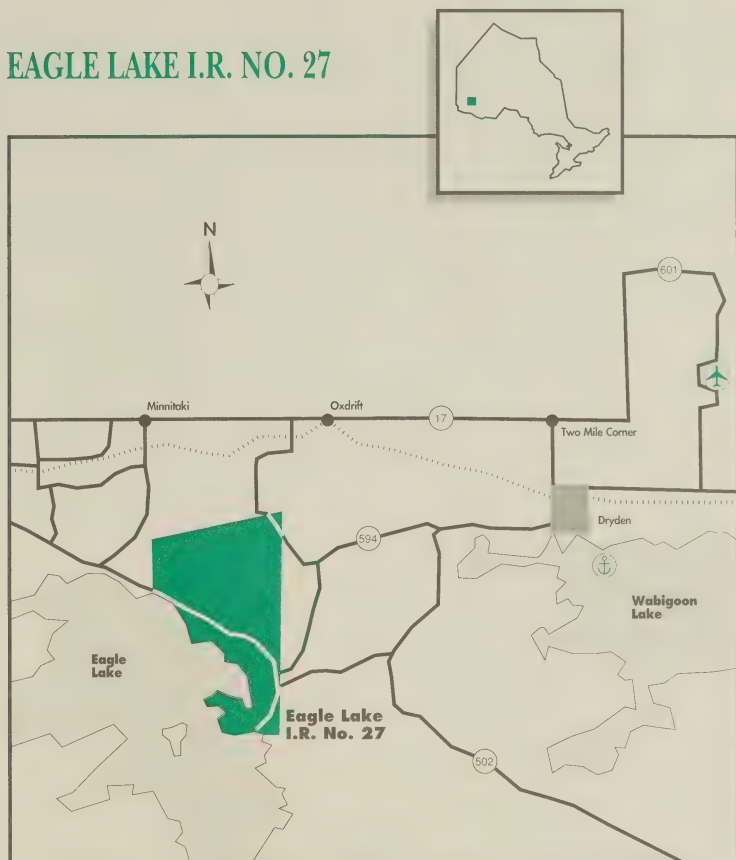 EAGLE LAKE I.R. NO. 27
N
601
Minnitaki
Oxdrift
17
Two Mile Corner
Dryden
594
Wabigoon
Lake
Eagle
Lake
Eagle Lake
I.R. No. 27
502